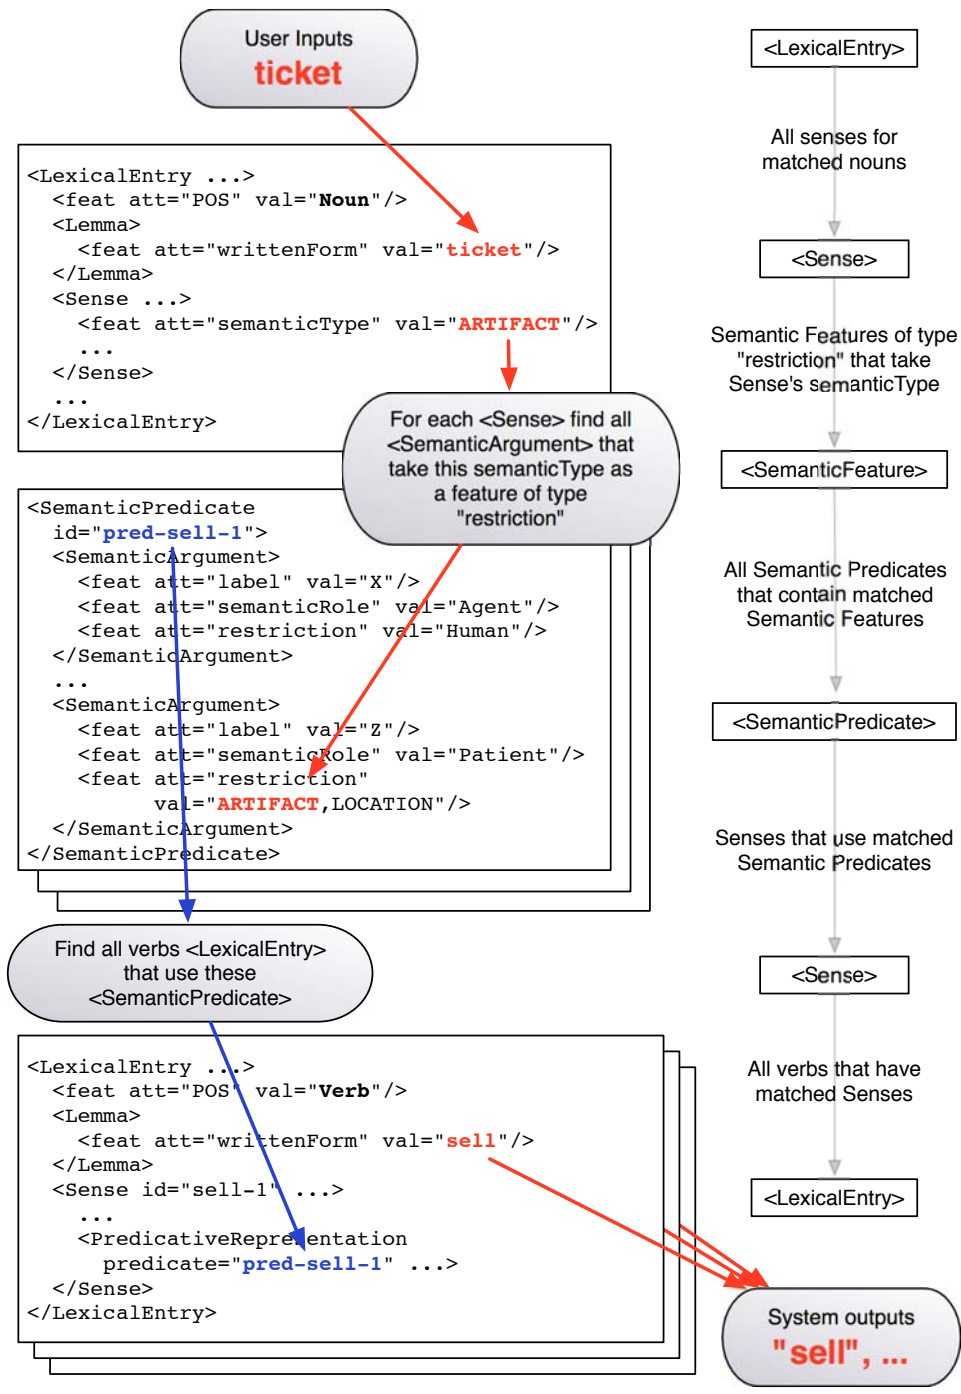 User Inputs
ticket
<LexicalEntry ...>
<feat att="POS" val="Noun"/>
<Lemma>
<feat att="writtenForm" val="ticket"/>
</Lemma>
<Sense ...>
<feat att="semanticType" val="ARTIFACT"/>
...
</Sense>
...
</LexicalEntry>
For each <Sense> find all
<SemanticArgument> that
take this semanticType as
a feature of type
"restriction"
<SemanticPredicate
id="pred-sell-1">
<SemanticArgument>
<feat att="label" val="X"/>
<feat att="semanticRole" val="Agent"/>
<feat att="restriction" val="Human"/>
</SemanticArgument>
...
<SemanticArgument>
<feat att="label" val="Z"/>
<feat att="semanticRole" val="Patient"/>
<feat att="restriction"
val="ARTIFACT,LOCATION"/>
</SemanticArgument>
</SemanticPredicate>
Find all verbs <LexicalEntry>
that use these
<SemanticPredicate>
<LexicalEntry ...>
<feat att="POS" val="Verb"/>
<Lemma>
<feat att="writtenForm" val="sell"/>
</Lemma>
<Sense id="sell-1" ...>
...
<PredicativeRepresentation
predicate="pred-sell-1" ...>
</Sense>
</LexicalEntry>
System outputs
"sell", ...
<LexicalEntry>
All senses for
matched nouns
<Sense>
Semantic Features of type
"restriction" that take
Sense's semanticType
<SemanticFeature>
All Semantic Predicates
that contain matched
Semantic Features
<SemanticPredicate>
Senses that use matched
Semantic Predicates
<Sense>
All verbs that have
matched Senses
<LexicalEntry>